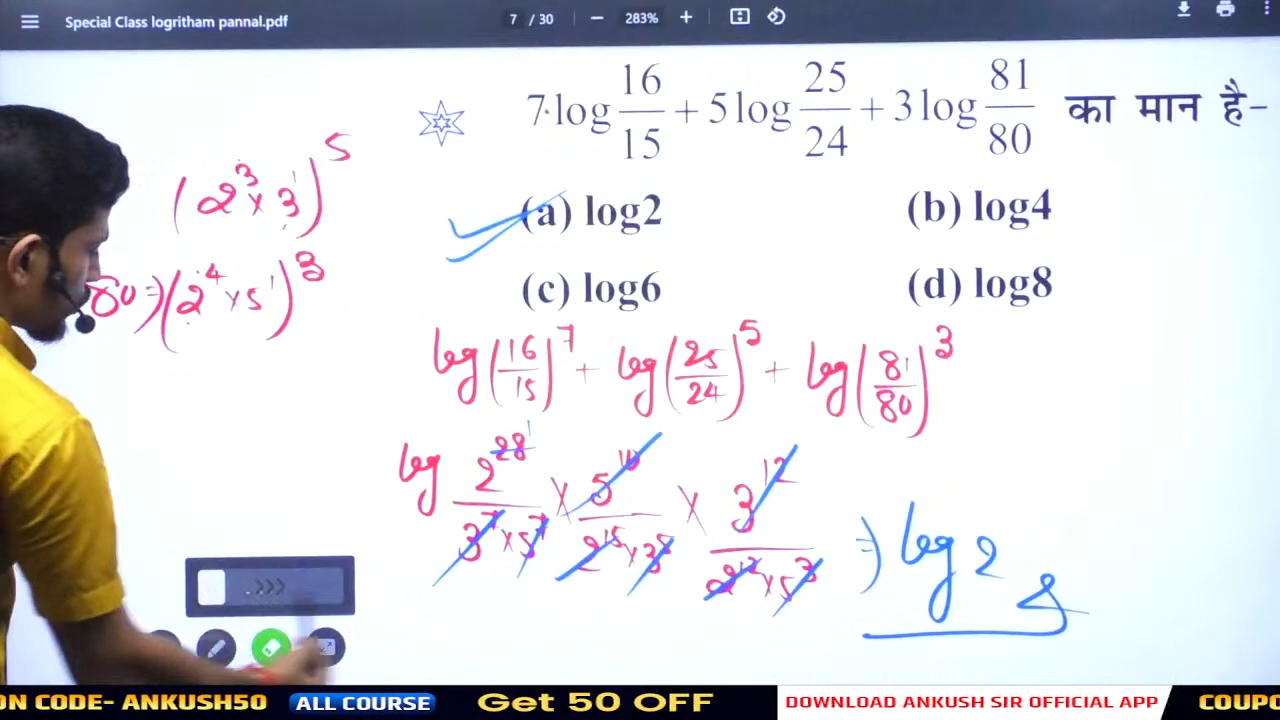 Special Class logritham pannal.pdf 7 / 30 − 283% +
7·log 16/15 + 5 log 25/24 + 3 log 81/80 का मान है-
(a) log2 (b) log4
(c) log6 (d) log8
(2³ × 3¹)⁵
80 ⇒ (2⁴ × 5¹)³
log (16/15)⁷ + log (25/24)⁵ + log (81/80)³
log 2²⁸/(3⁷ × 5⁷) × 5¹⁰/(2¹⁵ × 3⁵) × 3¹²/(2¹² × 5³) ⇒ log 2
ON CODE- ANKUSH50 ALL COURSE Get 50 OFF DOWNLOAD ANKUSH SIR OFFICIAL APP COUPO